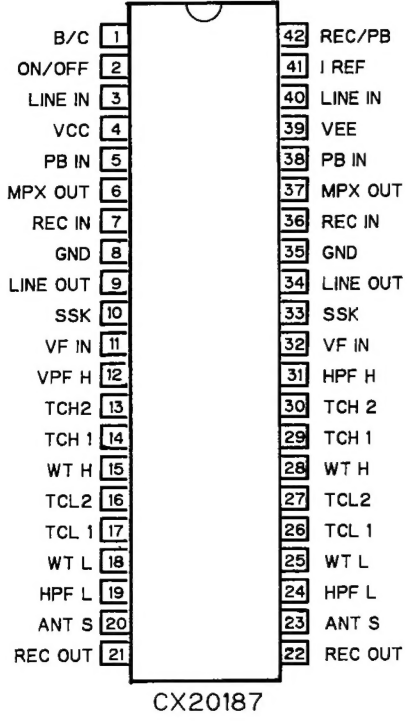 B/C 1 42 REC/PB
ON/OFF 2 41 I REF
LINE IN 3 40 LINE IN
VCC 4 39 VEE
PB IN 5 38 PB IN
MPX OUT 6 37 MPX OUT
REC IN 7 36 REC IN
GND 8 35 GND
LINE OUT 9 34 LINE OUT
SSK 10 33 SSK
VF IN 11 32 VF IN
VPF H 12 31 HPF H
TCH2 13 30 TCH 2
TCH 1 14 29 TCH 1
WT H 15 28 WT H
TCL2 16 27 TCL2
TCL 1 17 26 TCL 1
WT L 18 25 WT L
HPF L 19 24 HPF L
ANT S 20 23 ANT S
REC OUT 21 22 REC OUT
CX20187